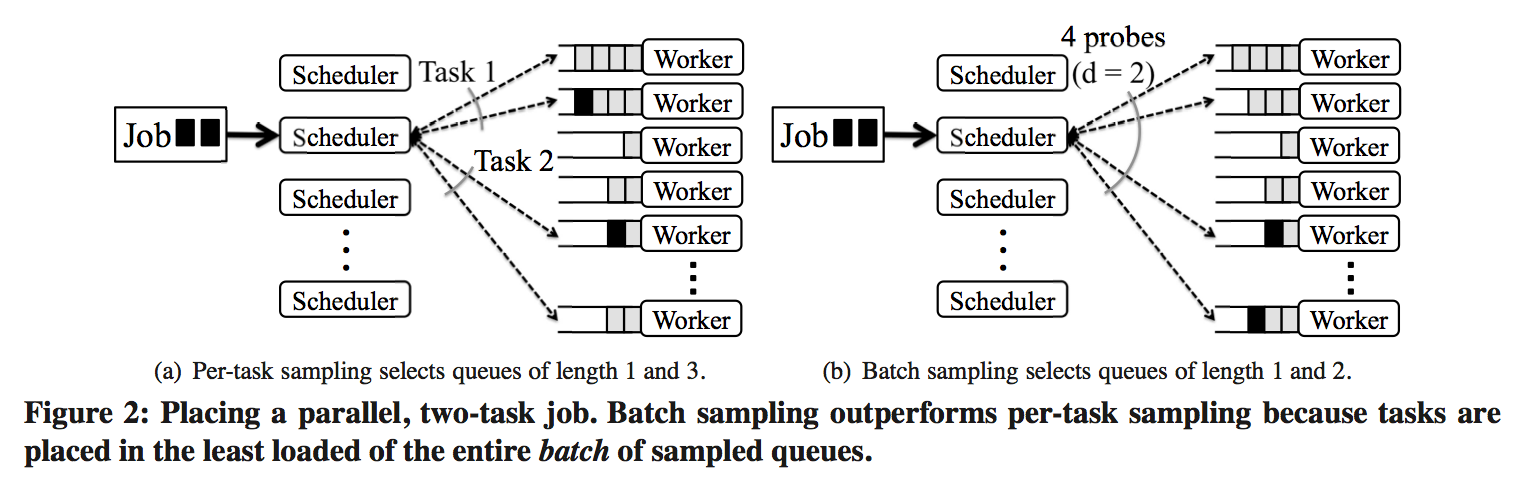 Job
Scheduler
Scheduler
Scheduler
Scheduler
Task 1
Task 2
Worker
Worker
Worker
Worker
Worker
Worker
(a) Per-task sampling selects queues of length 1 and 3.
Job
Scheduler
Scheduler
Scheduler
Scheduler
4 probes
(d = 2)
Worker
Worker
Worker
Worker
Worker
Worker
(b) Batch sampling selects queues of length 1 and 2.
Figure 2: Placing a parallel, two-task job. Batch sampling outperforms per-task sampling because tasks are
placed in the least loaded of the entire batch of sampled queues.